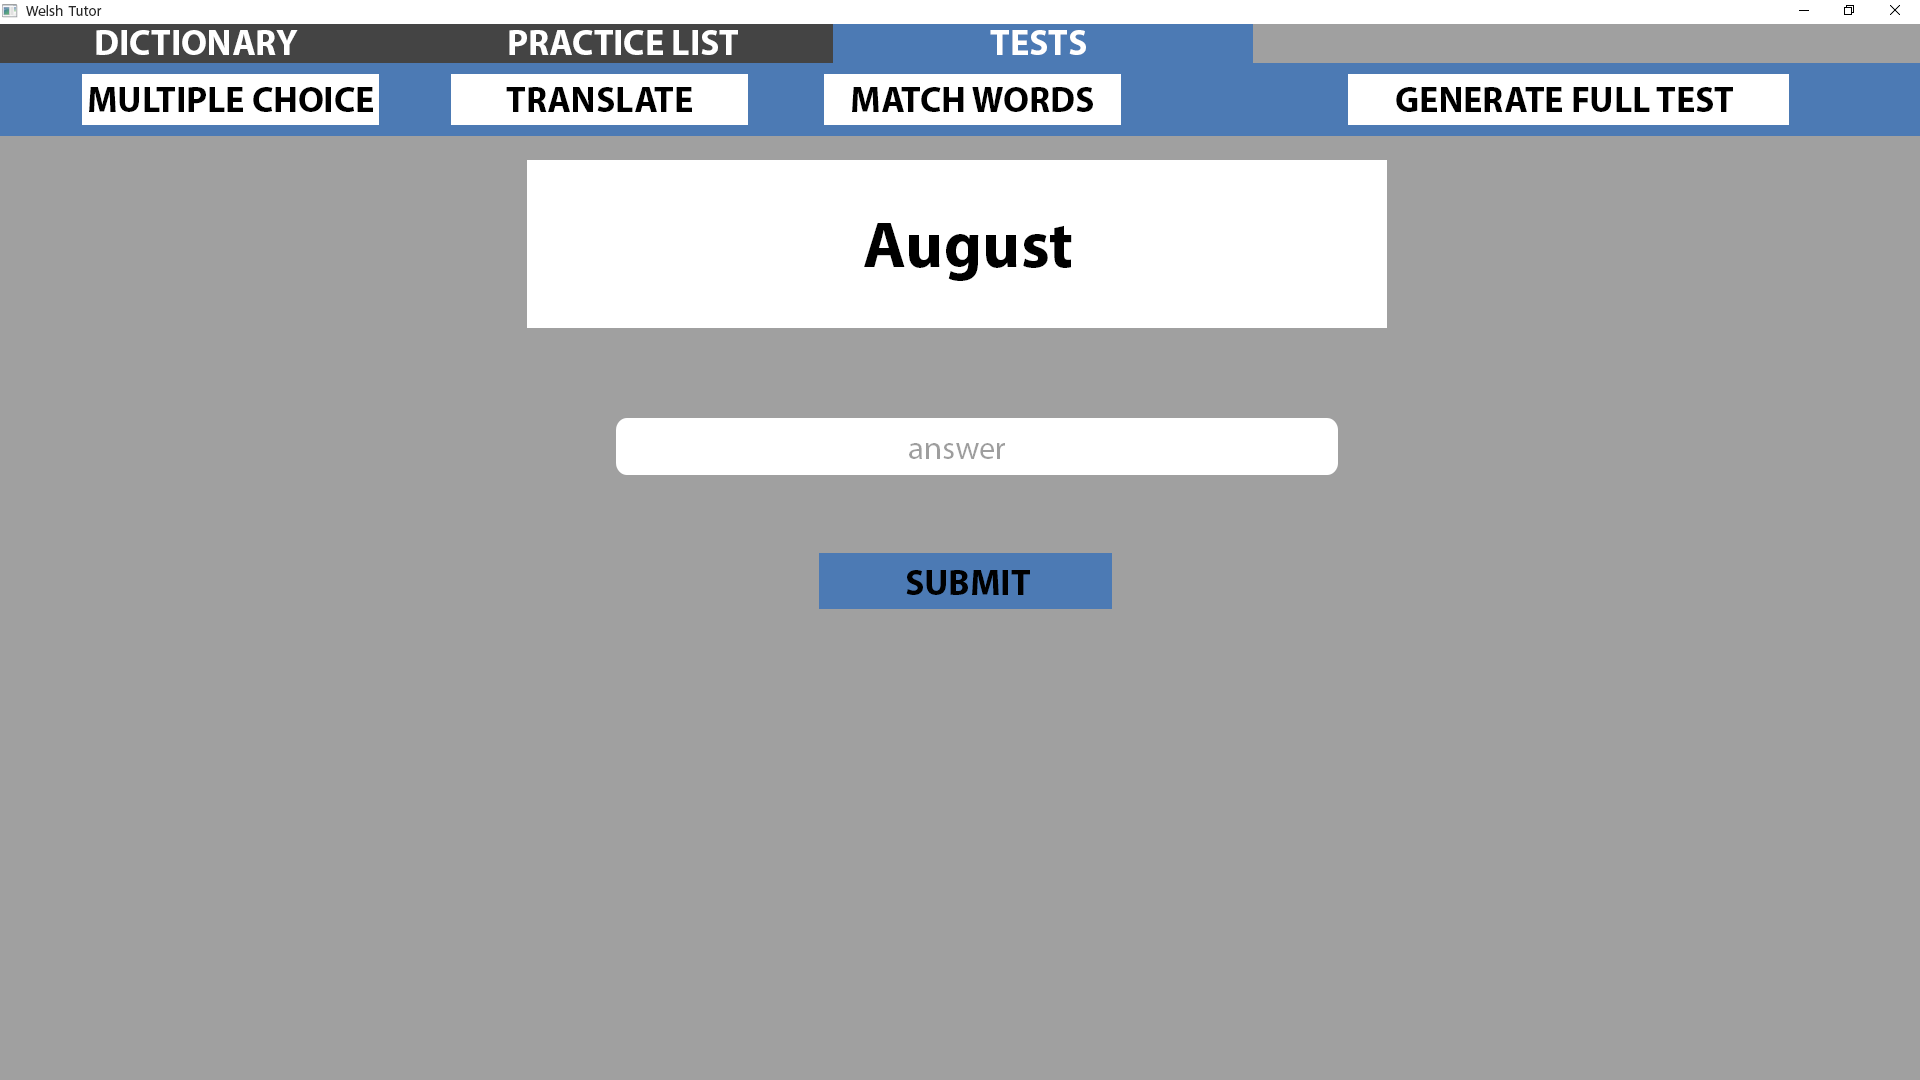 Welsh Tutor
DICTIONARY PRACTICE LIST TESTS
MULTIPLE CHOICE TRANSLATE MATCH WORDS GENERATE FULL TEST
August
answer
SUBMIT